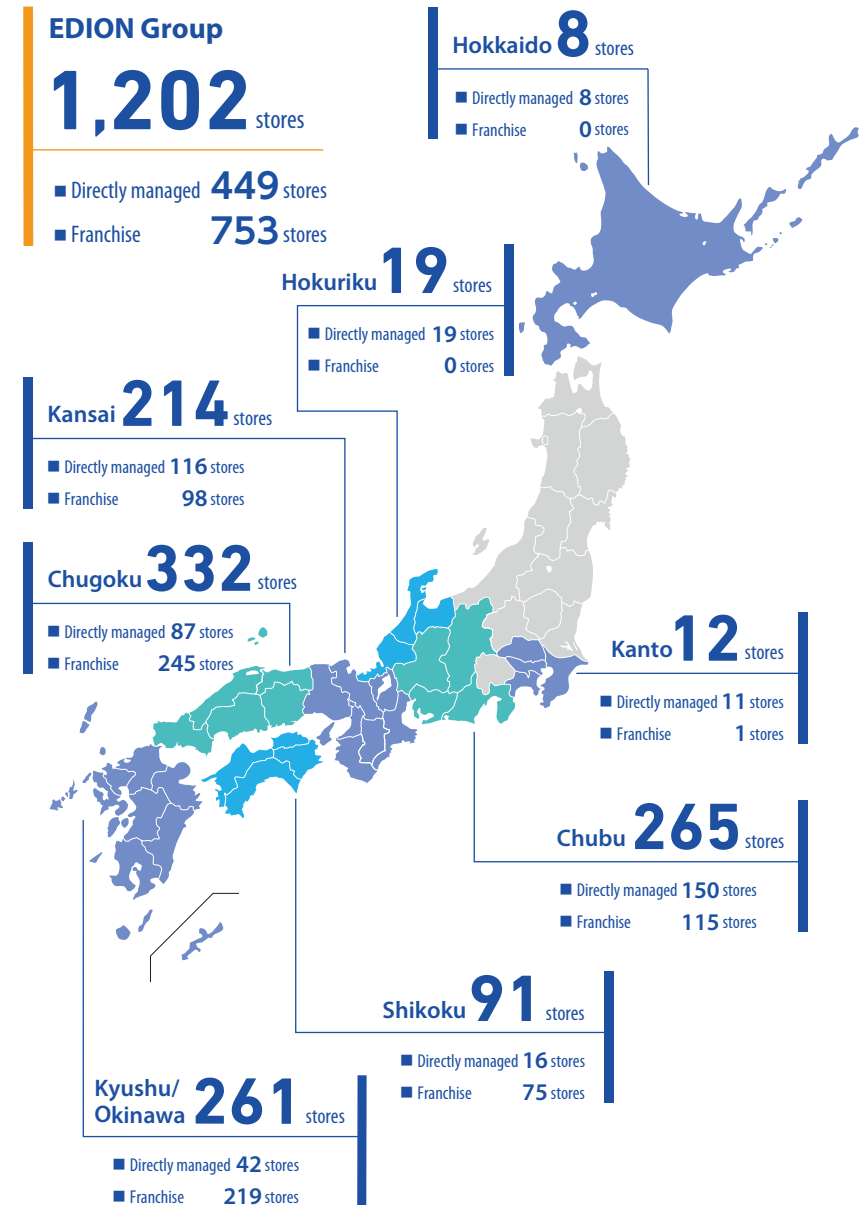 EDION Group
1,202 stores
■ Directly managed 449 stores
■ Franchise 753 stores
Hokkaido 8 stores
■ Directly managed 8 stores
■ Franchise 0 stores
Hokuriku 19 stores
■ Directly managed 19 stores
■ Franchise 0 stores
Kansai 214 stores
■ Directly managed 116 stores
■ Franchise 98 stores
Chugoku 332 stores
■ Directly managed 87 stores
■ Franchise 245 stores
Kanto 12 stores
■ Directly managed 11 stores
■ Franchise 1 stores
Chubu 265 stores
■ Directly managed 150 stores
■ Franchise 115 stores
Shikoku 91 stores
■ Directly managed 16 stores
■ Franchise 75 stores
Kyushu/
Okinawa 261 stores
■ Directly managed 42 stores
■ Franchise 219 stores